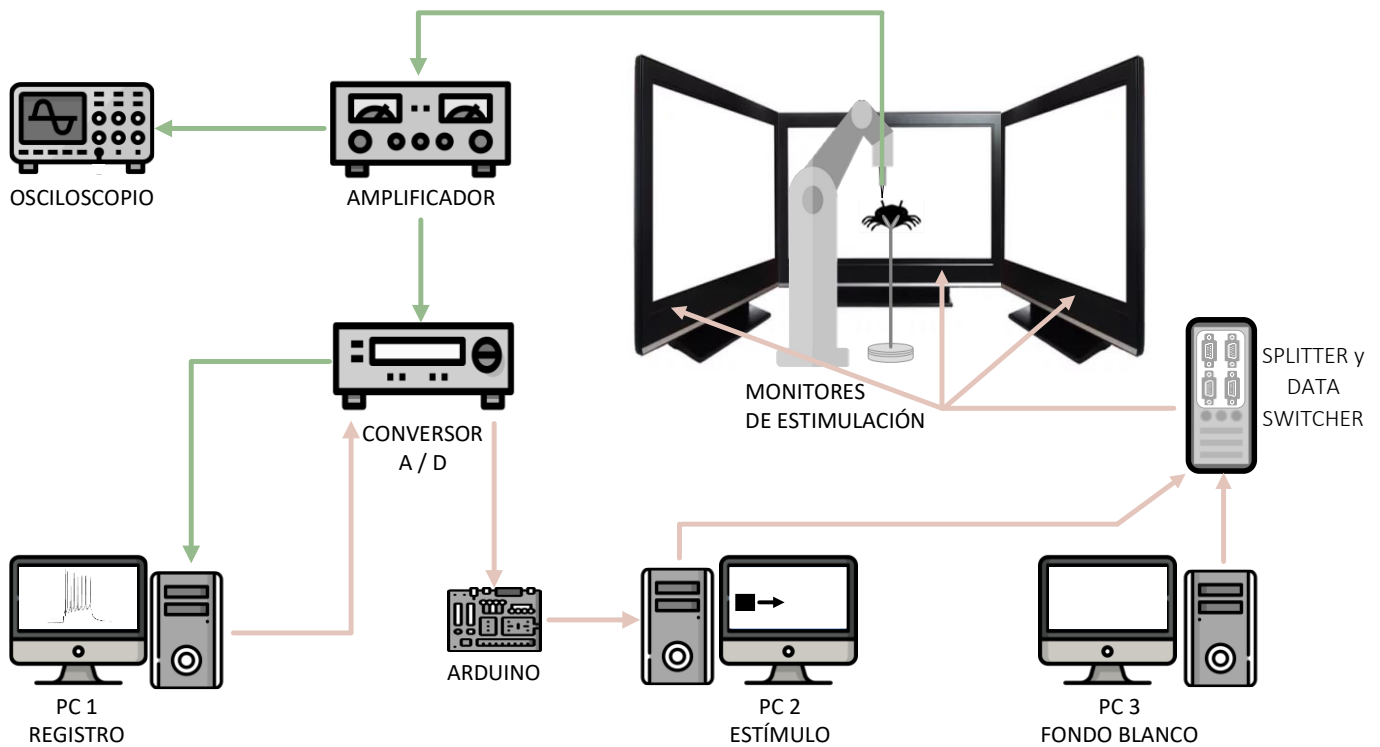 OSCILOSCOPIO
AMPLIFICADOR
MONITORES
DE ESTIMULACIÓN
SPLITTER y
DATA
SWITCHER
CONVERSOR
A / D
ARDUINO
PC 1
REGISTRO
PC 2
ESTÍMULO
PC 3
FONDO BLANCO